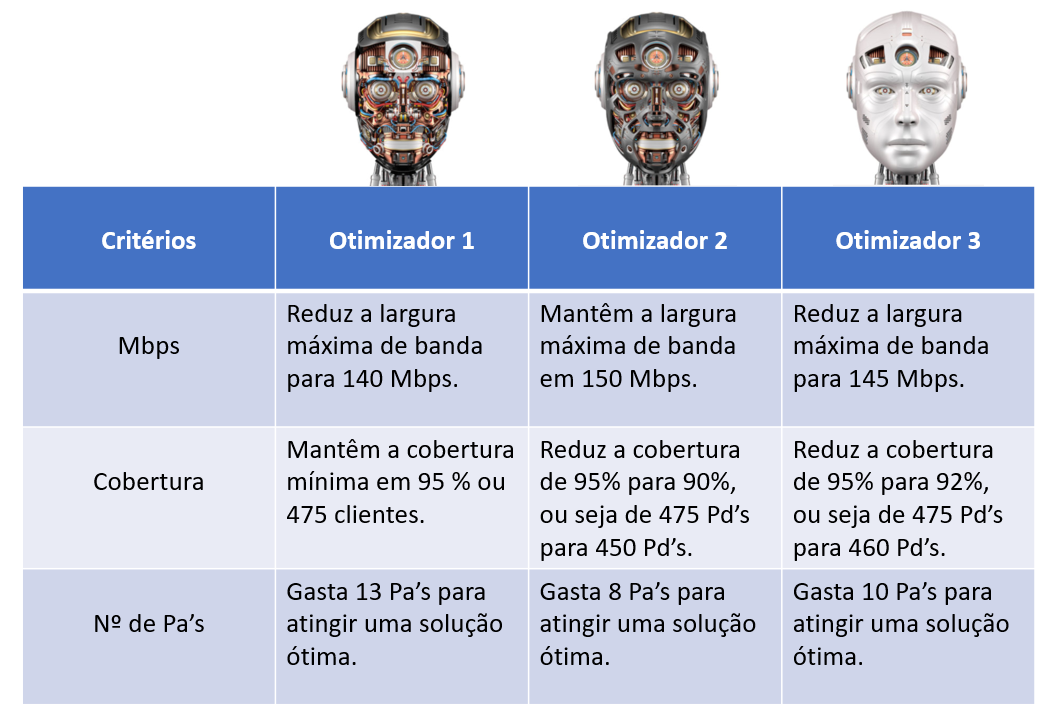 Critérios
Otimizador 1
Otimizador 2
Otimizador 3
Mbps
Reduz a largura
máxima de banda
para 140 Mbps.
Mantêm a largura
máxima de banda
em 150 Mbps.
Reduz a largura
máxima de banda
para 145 Mbps.
Cobertura
Mantêm a cobertura
mínima em 95 % ou
475 clientes.
Reduz a cobertura
de 95% para 90%,
ou seja de 475 Pd’s
para 450 Pd’s.
Reduz a cobertura
de 95% para 92%,
ou seja de 475 Pd’s
para 460 Pd’s.
Nº de Pa’s
Gasta 13 Pa’s para
atingir uma solução
ótima.
Gasta 8 Pa’s para
atingir uma solução
ótima.
Gasta 10 Pa’s para
atingir uma solução
ótima.